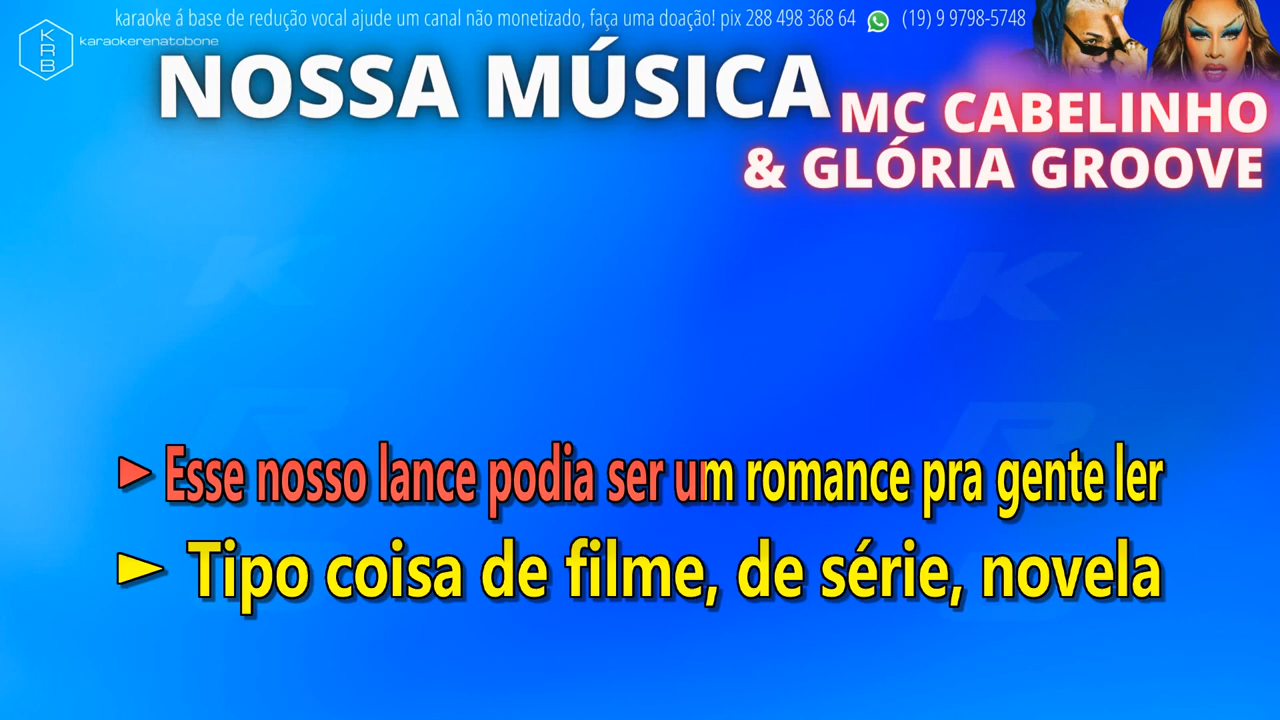 karaoke á base de redução vocal ajude um canal não monetizado, faça uma doação! pix 288 498 368 64 (19) 9 9798-5748
KRB
karaokerenatobone
NOSSA MÚSICA
MC CABELINHO
& GLÓRIA GROOVE
K K
R R
► Esse nosso lance podia ser um romance pra gente ler
► Tipo coisa de filme, de série, novela